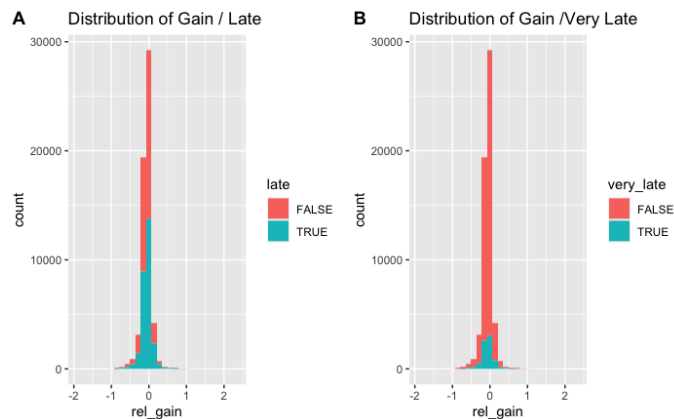 A
Distribution of Gain / Late
30000
20000
10000
0
count
-2 -1 0 1 2
rel_gain
late
FALSE
TRUE
B
Distribution of Gain /Very Late
30000
20000
10000
0
count
-2 -1 0 1 2
rel_gain
very_late
FALSE
TRUE